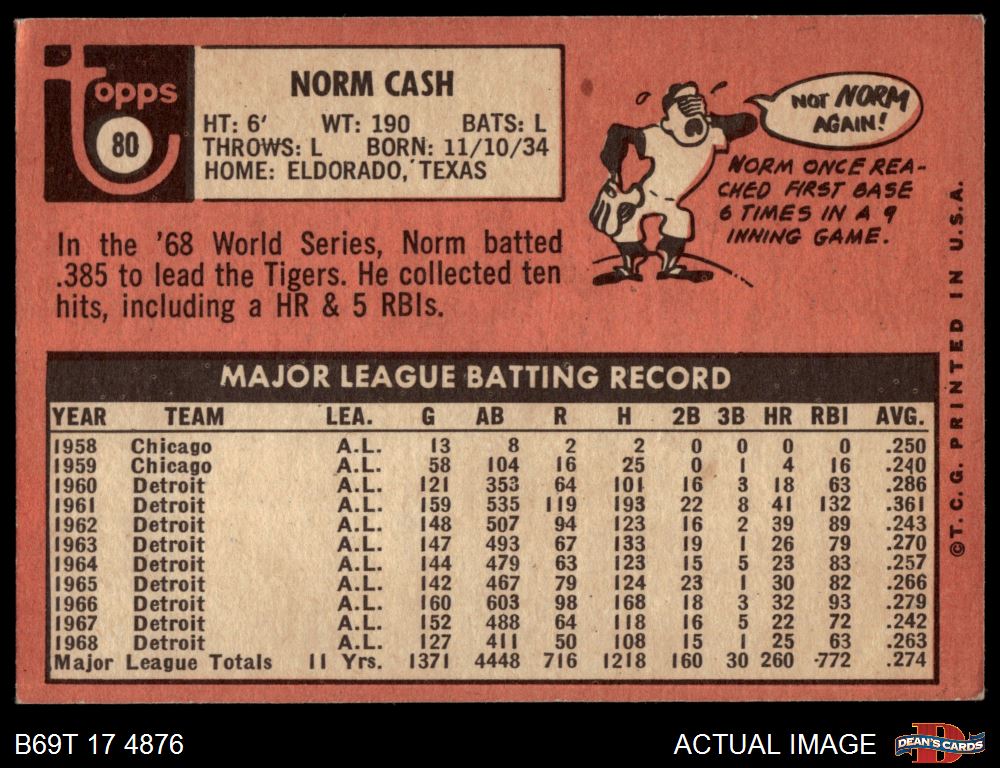 Topps
80
NORM CASH
HT: 6' WT: 190 BATS: L
THROWS: L BORN: 11/10/34
HOME: ELDORADO, TEXAS
In the '68 World Series, Norm batted
.385 to lead the Tigers. He collected ten
hits, including a HR & 5 RBIs.
NOT NORM
AGAIN!
NORM ONCE REA-
CHED FIRST BASE
6 TIMES IN A 9
INNING GAME.
MAJOR LEAGUE BATTING RECORD
YEAR TEAM LEA. G AB R H 2B 3B HR RBI AVG.
1958 Chicago A.L. 13 8 2 2 0 0 0 0 .250
1959 Chicago A.L. 58 104 16 25 0 1 4 16 .240
1960 Detroit A.L. 121 353 64 101 16 3 18 63 .286
1961 Detroit A.L. 159 535 119 193 22 8 41 132 .361
1962 Detroit A.L. 148 507 94 123 16 2 39 89 .243
1963 Detroit A.L. 147 493 67 133 19 1 26 79 .270
1964 Detroit A.L. 144 479 63 123 15 5 23 83 .257
1965 Detroit A.L. 142 467 79 124 23 1 30 82 .266
1966 Detroit A.L. 160 603 98 168 18 3 32 93 .279
1967 Detroit A.L. 152 488 64 118 16 5 22 72 .242
1968 Detroit A.L. 127 411 50 108 15 1 25 63 .263
Major League Totals 11 Yrs. 1371 4448 716 1218 160 30 260 772 .274
©T.C.G. PRINTED IN U.S.A.
B69T 17 4876
ACTUAL IMAGE
D
DEAN'S CARDS